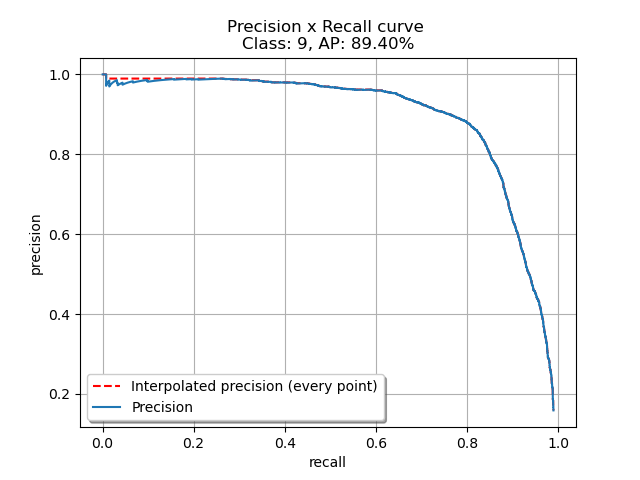 Precision x Recall curve
Class: 9, AP: 89.40%
1.0
0.8
0.6
0.4
0.2
precision
Interpolated precision (every point)
Precision
0.0 0.2 0.4 0.6 0.8 1.0
recall